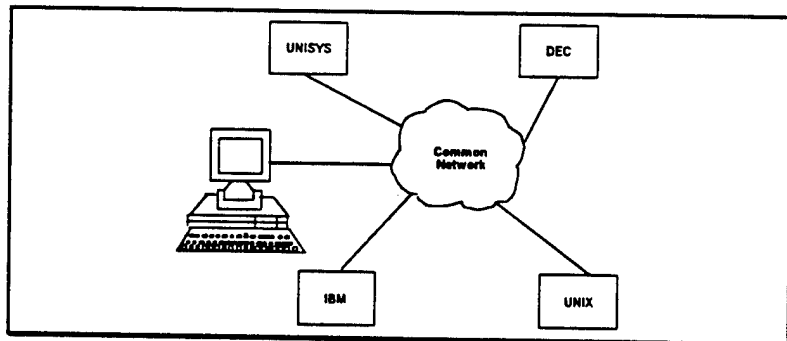 UNISYS
DEC
Common
Network
IBM
UNIX